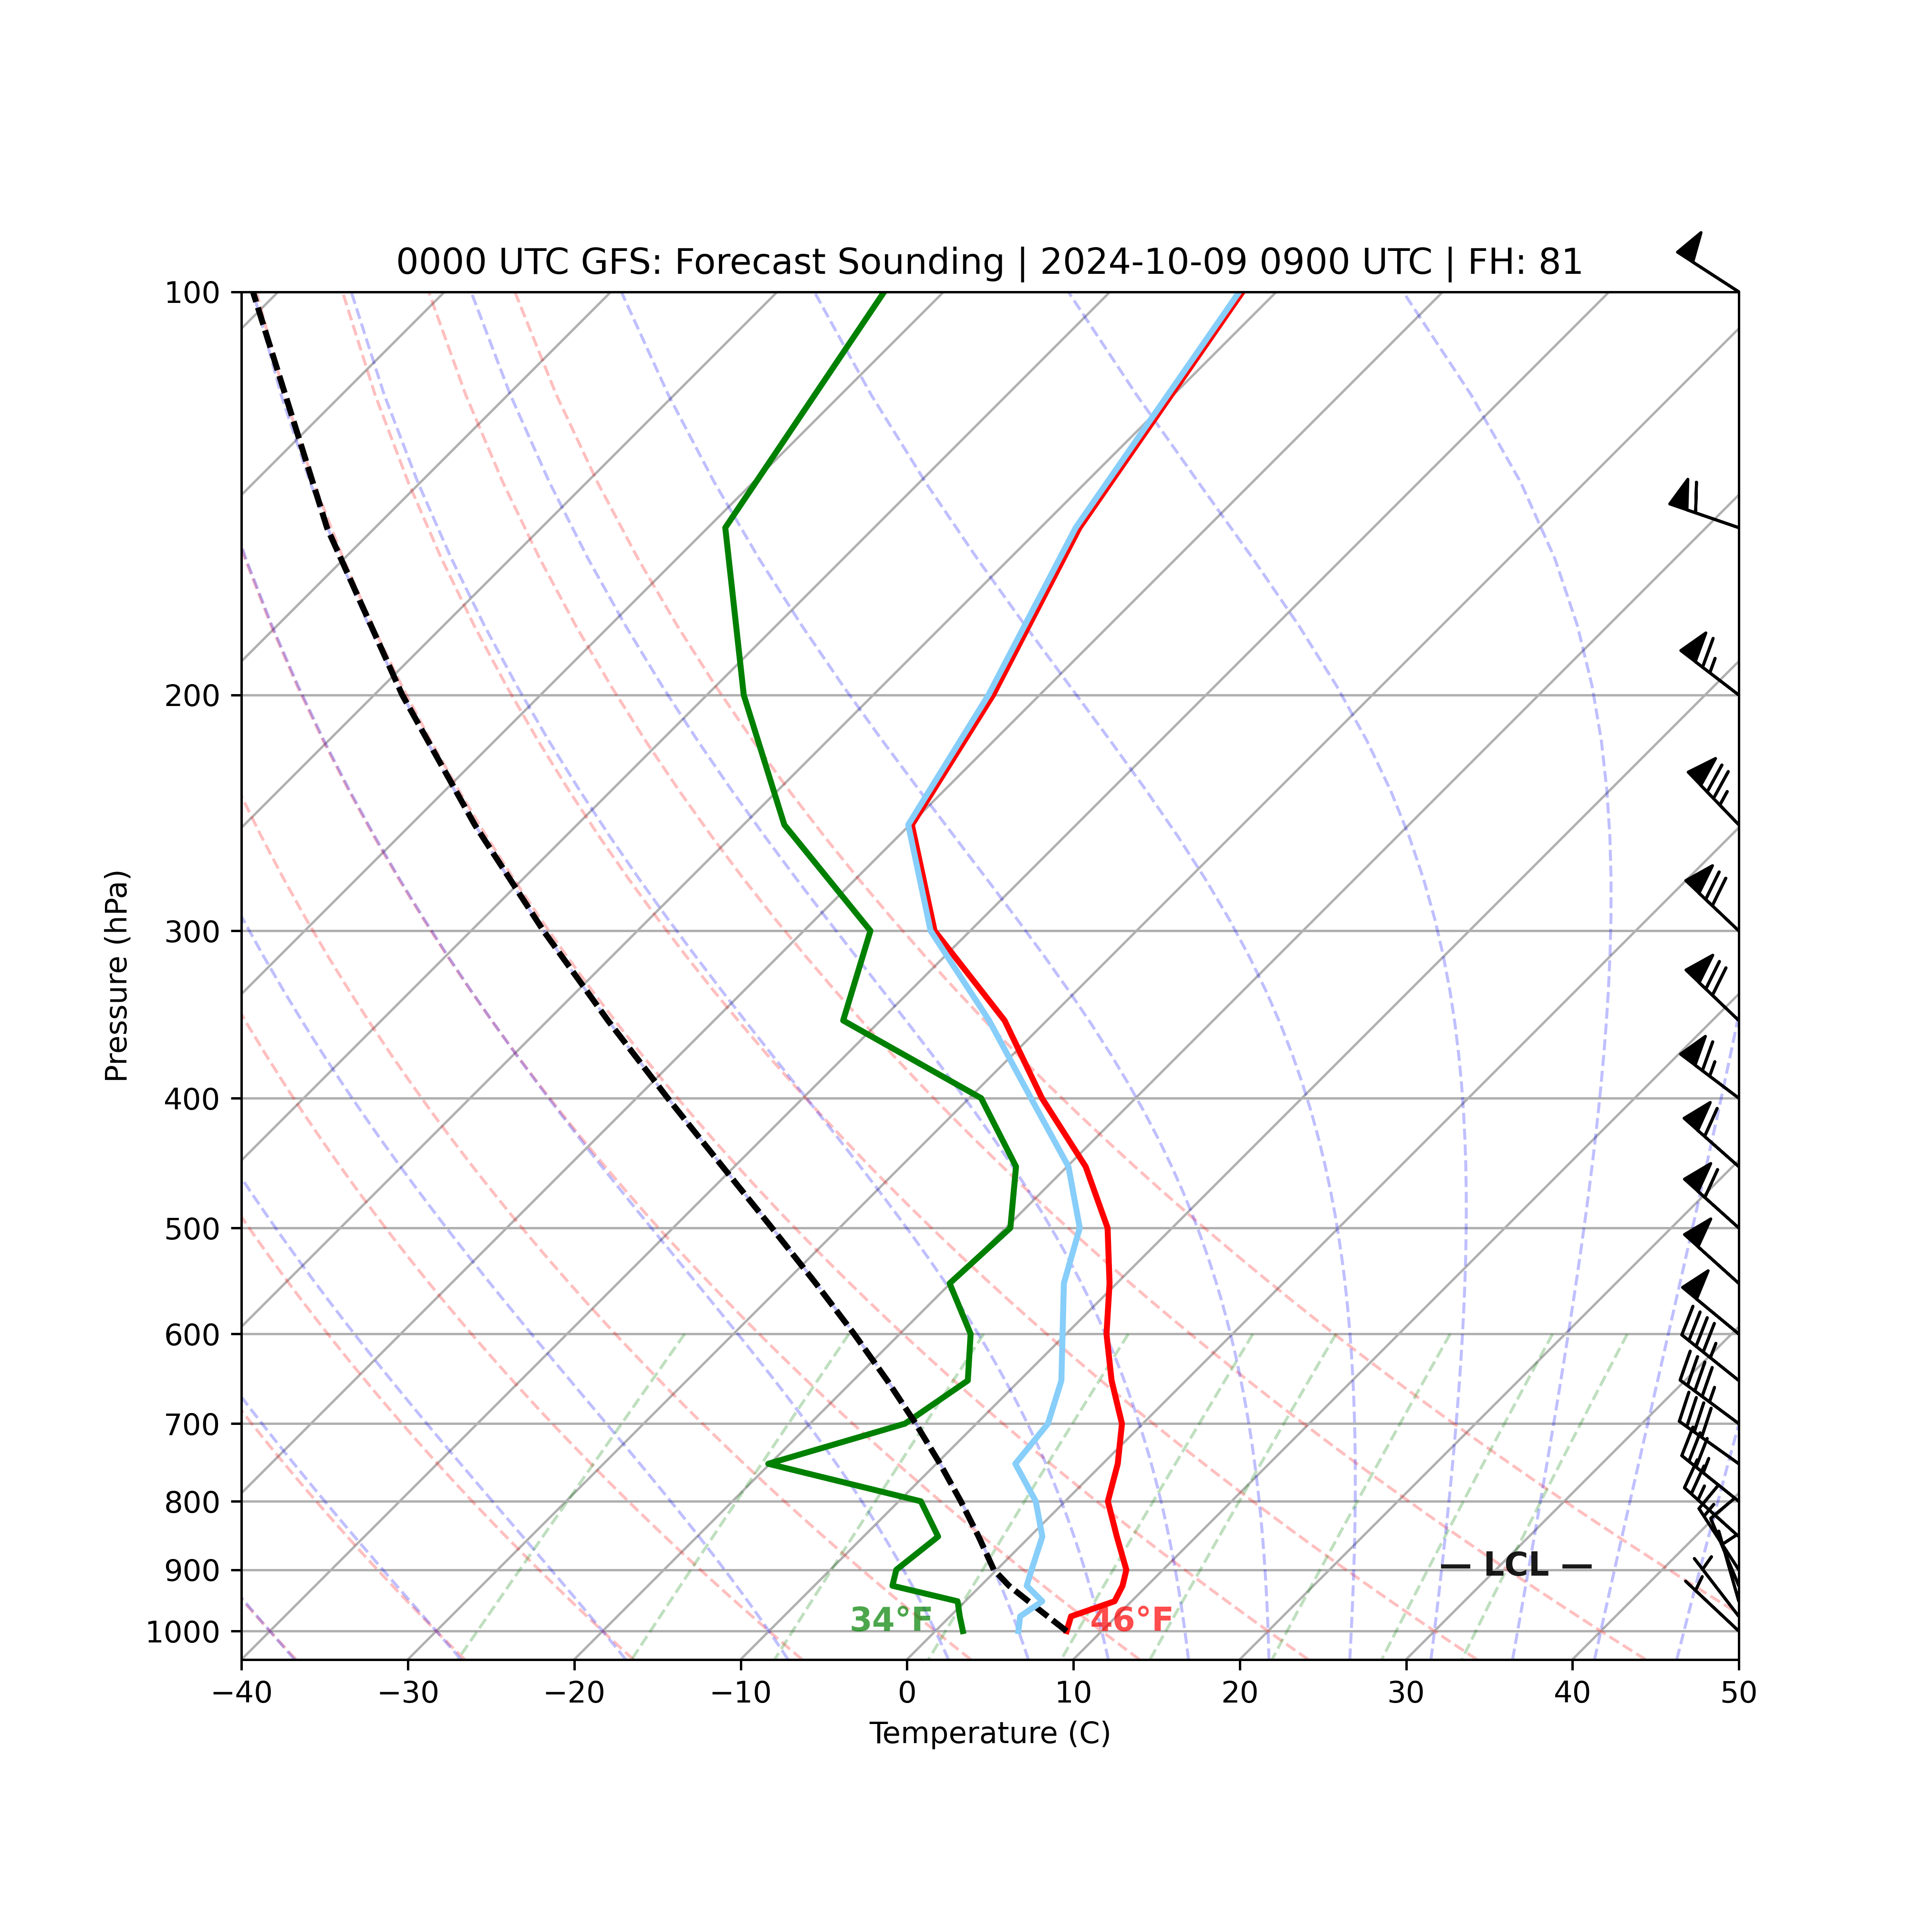 0000 UTC GFS: Forecast Sounding | 2024-10-09 0900 UTC | FH: 81
100
200
300
400
500
600
700
800
900
1000
Pressure (hPa)
— LCL —
34°F
46°F
−40 −30 −20 −10 0 10 20 30 40 50
Temperature (C)